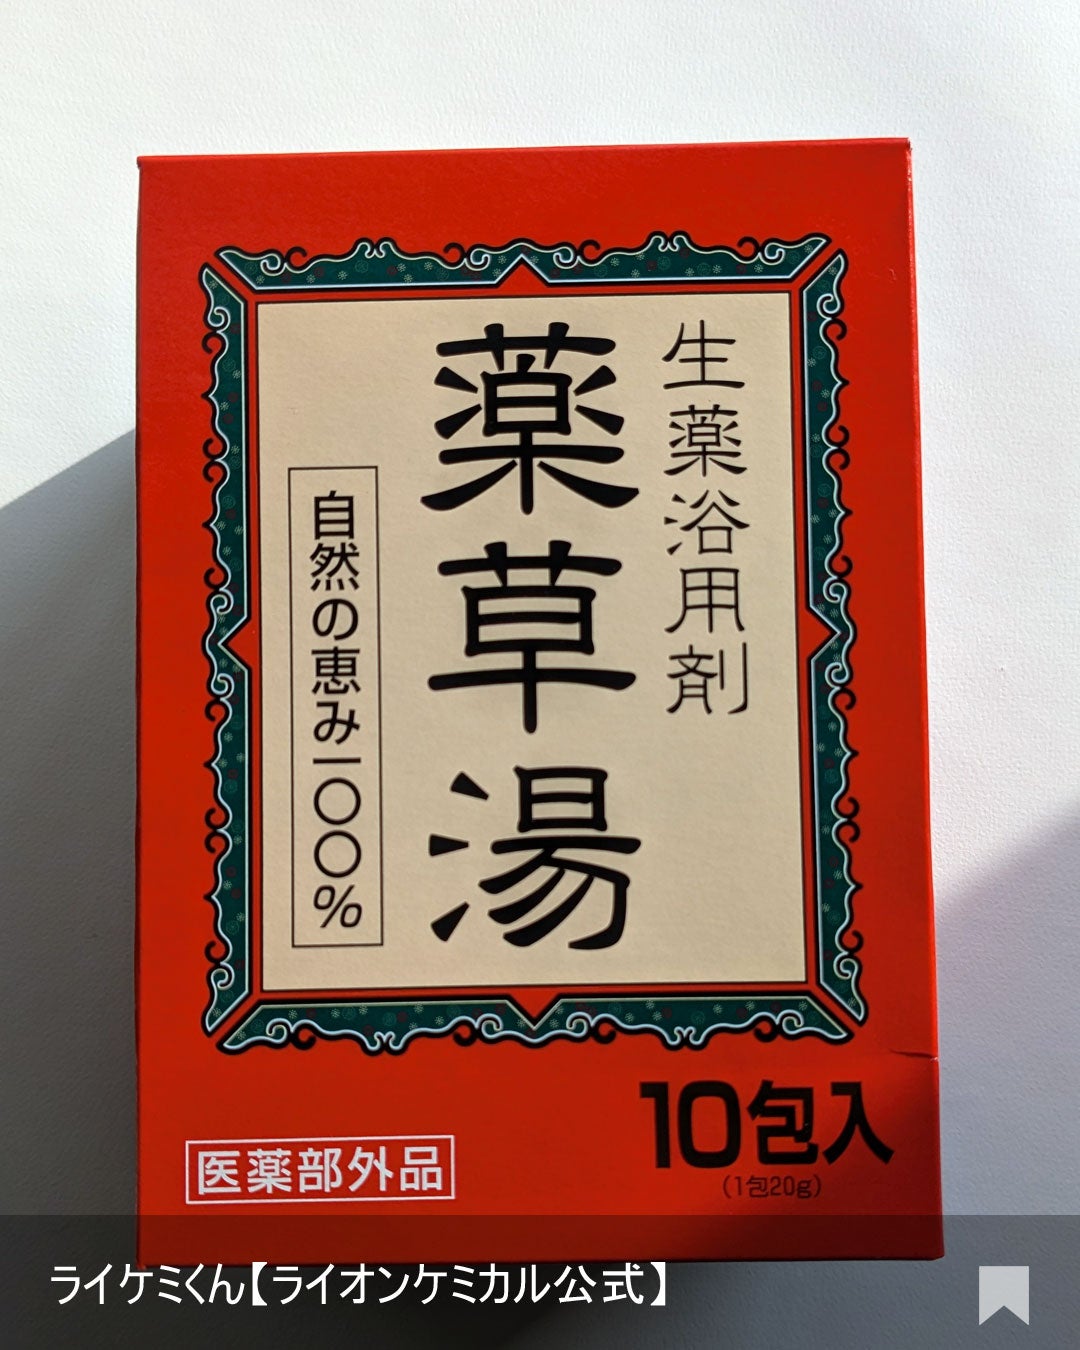 生薬浴用剤
薬草湯
自然の恵み一〇〇%
10包入
(1包20g)
医薬部外品
ライケミくん【ライオンケミカル公式】